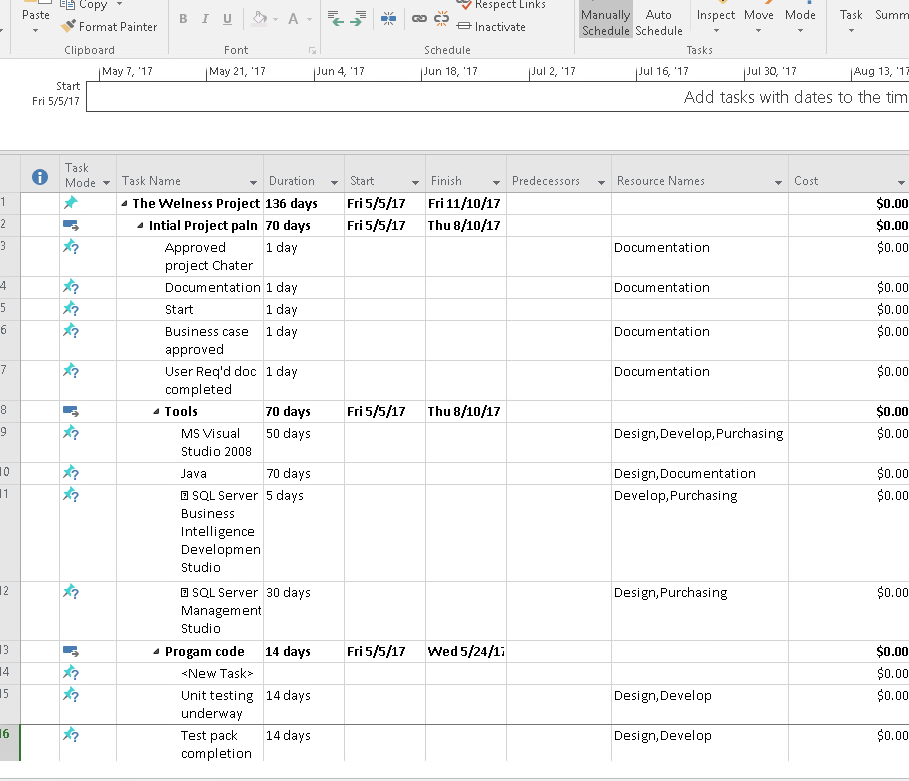 Copy
Respect Links
Paste
Format Painter
B I U A
Inactivate
Manually Schedule
Auto Schedule
Inspect Move Mode
Task Summ
Clipboard
Font
Schedule
Tasks
May 7, '17 May 21, '17 Jun 4, '17 Jun 18, '17 Jul 2, '17 Jul 16, '17 Jul 30, '17 Aug 13, '17
Start
Fri 5/5/17
Add tasks with dates to the tim
Task Mode Task Name Duration Start Finish Predecessors Resource Names Cost
1 The Welness Project 136 days Fri 5/5/17 Fri 11/10/17 $0.00
2 Intial Project paln 70 days Fri 5/5/17 Thu 8/10/17 $0.00
3 Approved 1 day Documentation $0.00
project Chater
4 Documentation 1 day Documentation $0.00
5 Start 1 day $0.00
6 Business case 1 day Documentation $0.00
approved
7 User Req'd doc 1 day Documentation $0.00
completed
8 Tools 70 days Fri 5/5/17 Thu 8/10/17 $0.00
9 MS Visual 50 days Design,Develop,Purchasing $0.00
Studio 2008
10 Java 70 days Design,Documentation $0.00
11 SQL Server 5 days Develop,Purchasing $0.00
Business
Intelligence
Developmen
Studio
12 SQL Server 30 days Design,Purchasing $0.00
Management
Studio
13 Progam code 14 days Fri 5/5/17 Wed 5/24/17 $0.00
14 <New Task> $0.00
15 Unit testing 14 days Design,Develop $0.00
underway
16 Test pack 14 days Design,Develop $0.00
completion